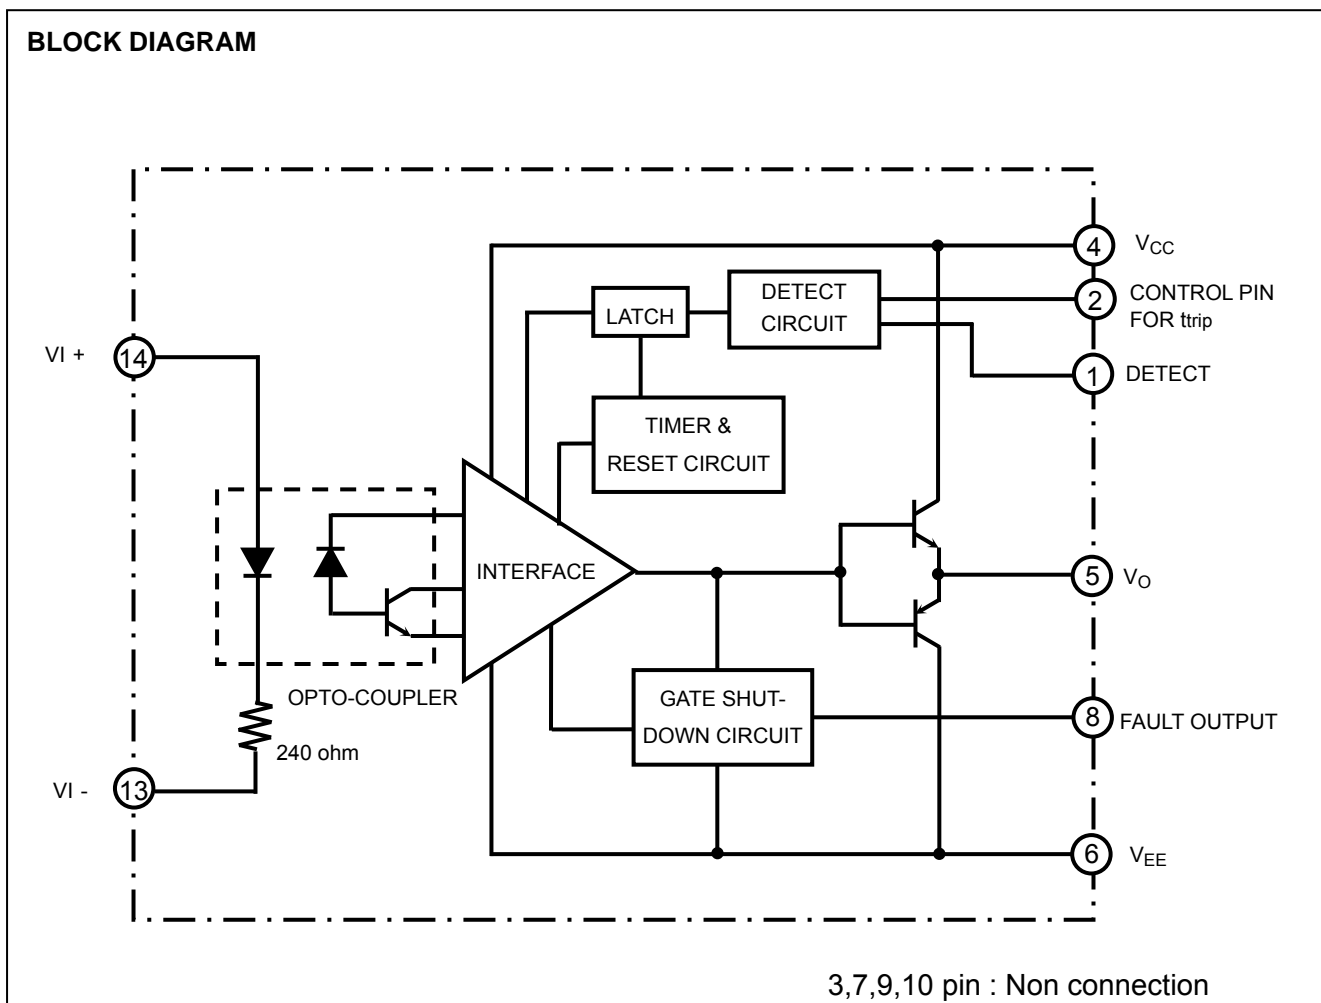 BLOCK DIAGRAM
4
VCC
2
CONTROL PIN
FOR ttrip
DETECT
CIRCUIT
LATCH
1
DETECT
VI +
14
TIMER &
RESET CIRCUIT
INTERFACE
5
VO
OPTO-COUPLER
240 ohm
GATE SHUT-
DOWN CIRCUIT
8
FAULT OUTPUT
VI -
13
6
VEE
3,7,9,10 pin : Non connection